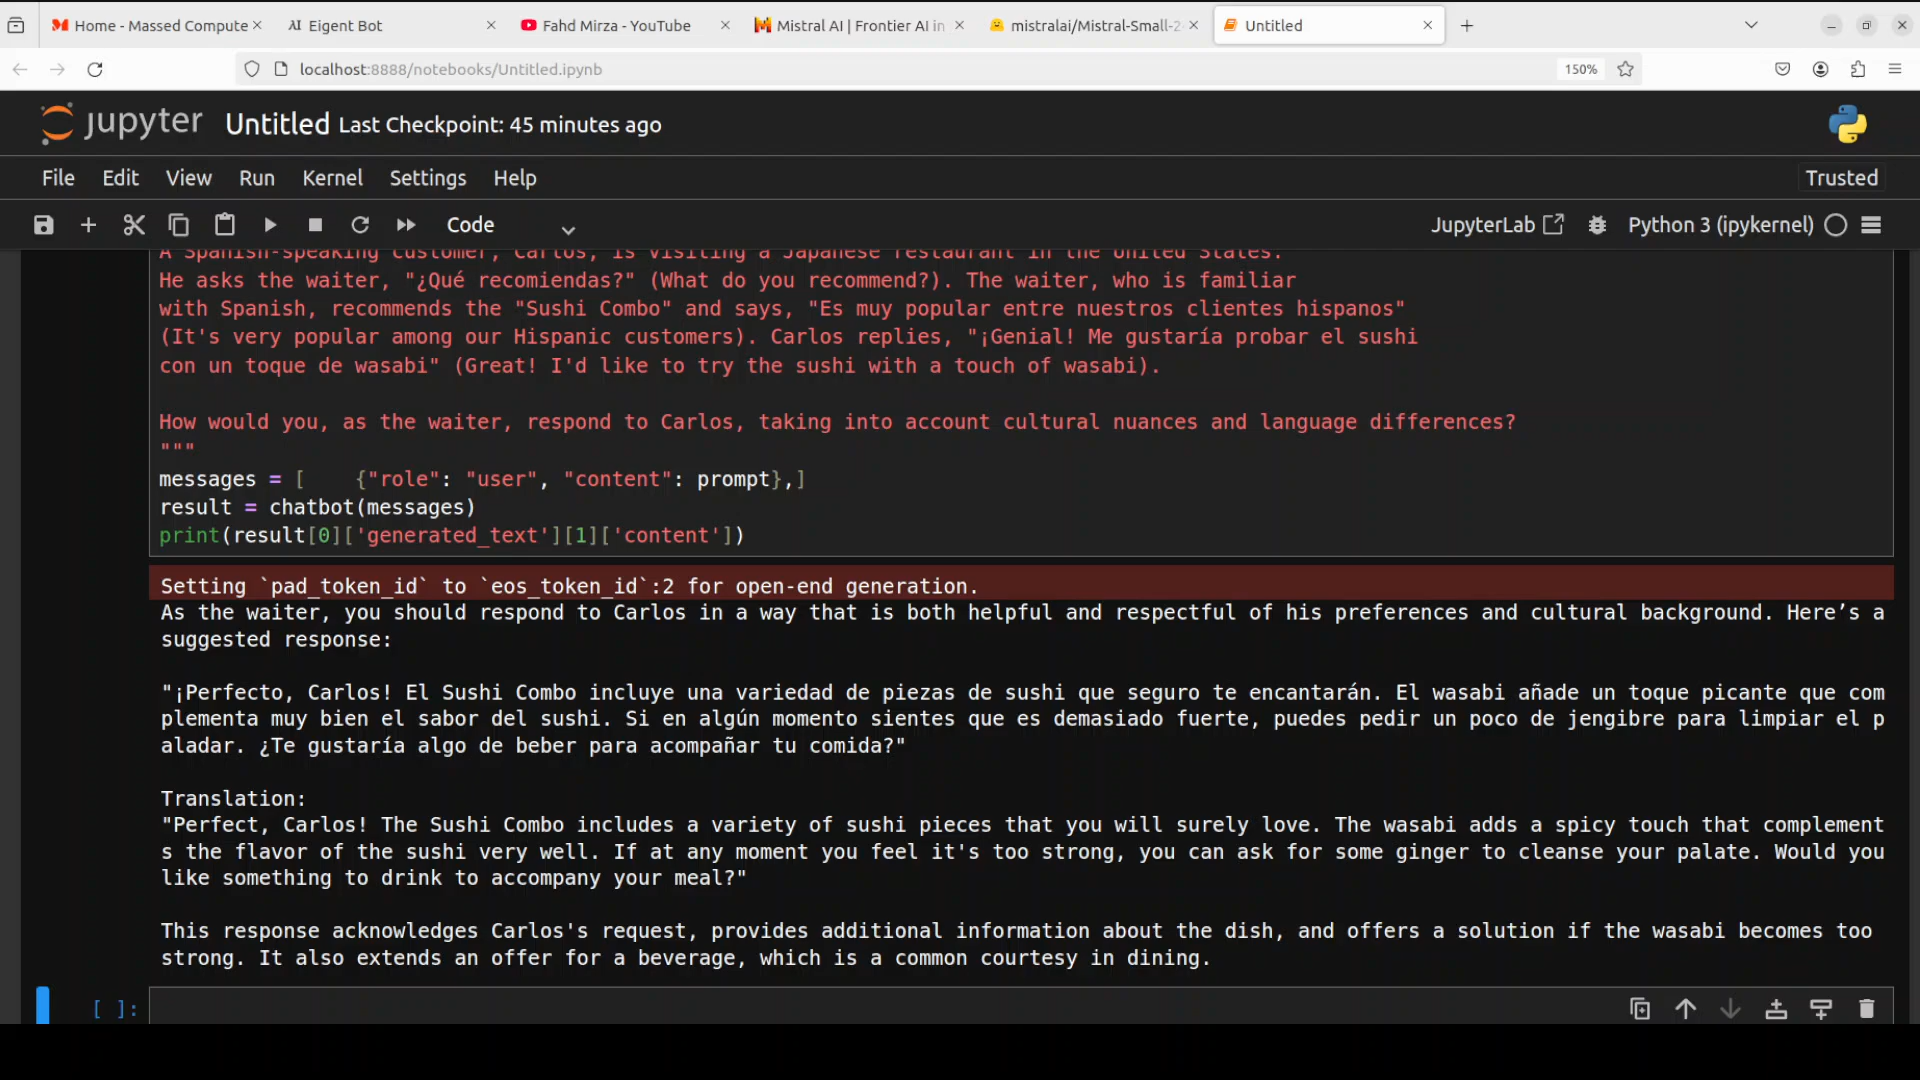 Home - Massed Compute
Eigent Bot
Fahd Mirza - YouTube
Mistral AI | Frontier AI in
mistralai/Mistral-Small-2
Untitled
localhost:8888/notebooks/Untitled.ipynb
150%
jupyter Untitled Last Checkpoint: 45 minutes ago
File Edit View Run Kernel Settings Help
Trusted
Code
JupyterLab
Python 3 (ipykernel)
A Spanish-speaking customer, Carlos, is visiting a Japanese restaurant in the United States.
He asks the waiter, "¿Qué recomiendas?" (What do you recommend?). The waiter, who is familiar
with Spanish, recommends the "Sushi Combo" and says, "Es muy popular entre nuestros clientes hispanos"
(It's very popular among our Hispanic customers). Carlos replies, "¡Genial! Me gustaría probar el sushi
con un toque de wasabi" (Great! I'd like to try the sushi with a touch of wasabi).
How would you, as the waiter, respond to Carlos, taking into account cultural nuances and language differences?
"""
messages = [    {"role": "user", "content": prompt},]
result = chatbot(messages)
print(result[0]['generated_text'][1]['content'])
Setting `pad_token_id` to `eos_token_id`:2 for open-end generation.
As the waiter, you should respond to Carlos in a way that is both helpful and respectful of his preferences and cultural background. Here’s a
suggested response:
"¡Perfecto, Carlos! El Sushi Combo incluye una variedad de piezas de sushi que seguro te encantarán. El wasabi añade un toque picante que com
plementa muy bien el sabor del sushi. Si en algún momento sientes que es demasiado fuerte, puedes pedir un poco de jengibre para limpiar el p
aladar. ¿Te gustaría algo de beber para acompañar tu comida?"
Translation:
"Perfect, Carlos! The Sushi Combo includes a variety of sushi pieces that you will surely love. The wasabi adds a spicy touch that complement
s the flavor of the sushi very well. If at any moment you feel it's too strong, you can ask for some ginger to cleanse your palate. Would you
like something to drink to accompany your meal?"
This response acknowledges Carlos's request, provides additional information about the dish, and offers a solution if the wasabi becomes too
strong. It also extends an offer for a beverage, which is a common courtesy in dining.
[ ]: